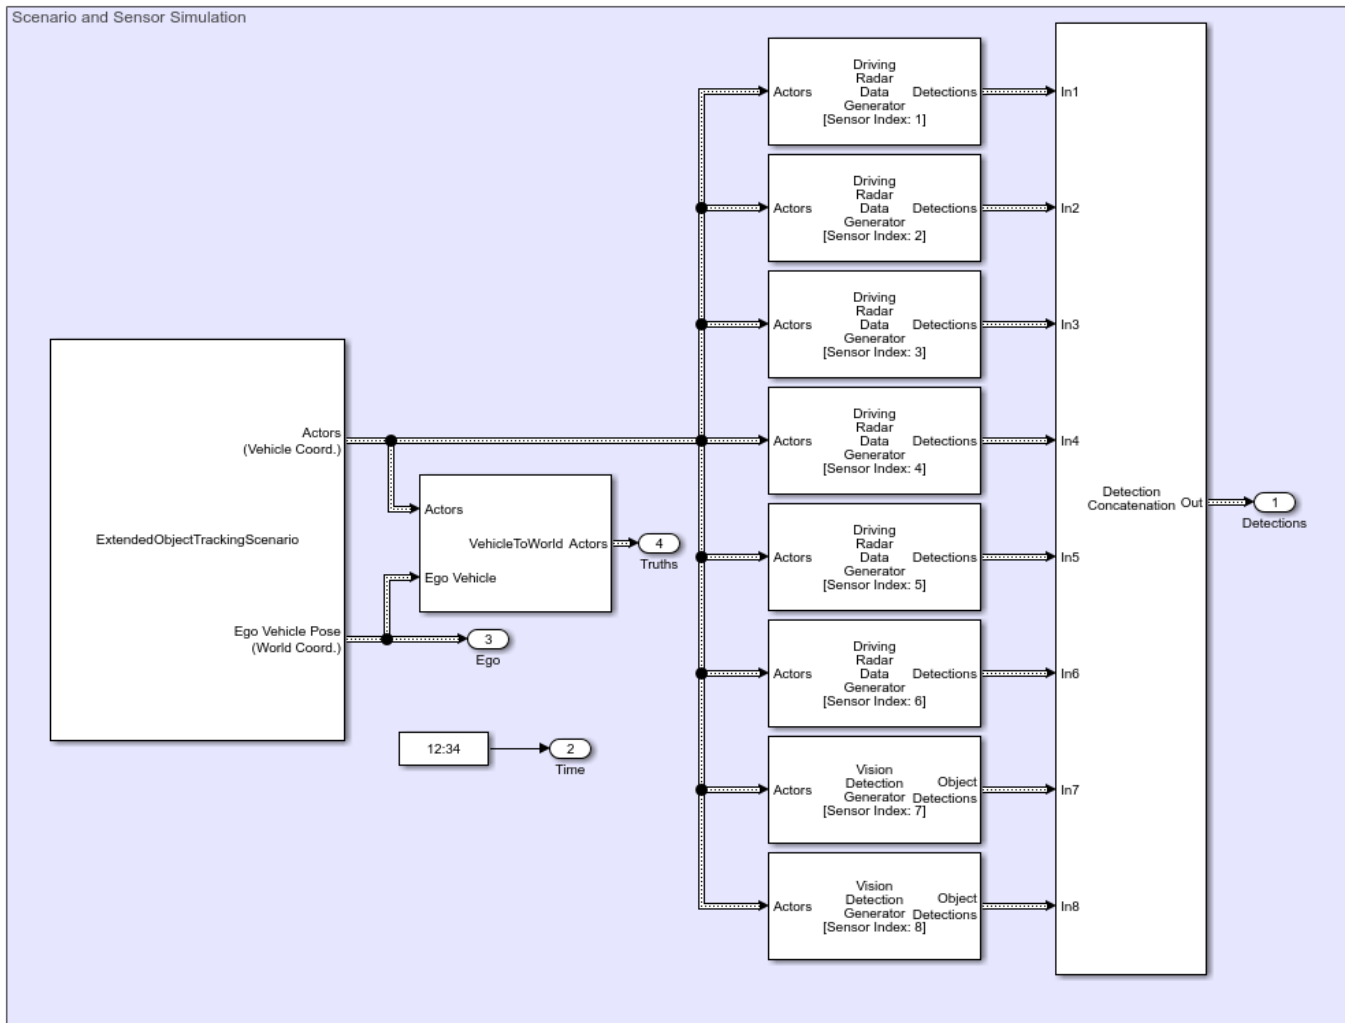 Scenario and Sensor Simulation
Actors
Driving
Radar
Data
Generator
[Sensor Index: 1]
Detections
In1
Actors
Driving
Radar
Data
Generator
[Sensor Index: 2]
Detections
In2
Actors
Driving
Radar
Data
Generator
[Sensor Index: 3]
Detections
In3
Actors
Driving
Radar
Data
Generator
[Sensor Index: 4]
Detections
In4
Actors
Driving
Radar
Data
Generator
[Sensor Index: 5]
Detections
In5
Actors
Driving
Radar
Data
Generator
[Sensor Index: 6]
Detections
In6
Actors
Vision
Detection
Generator
[Sensor Index: 7]
Object
Detections
In7
Actors
Vision
Detection
Generator
[Sensor Index: 8]
Object
Detections
In8
Detection
Concatenation
Out
1
Detections
Actors
(Vehicle Coord.)
ExtendedObjectTrackingScenario
Ego Vehicle Pose
(World Coord.)
Actors
VehicleToWorld
Actors
Ego Vehicle
4
Truths
3
Ego
12:34
2
Time